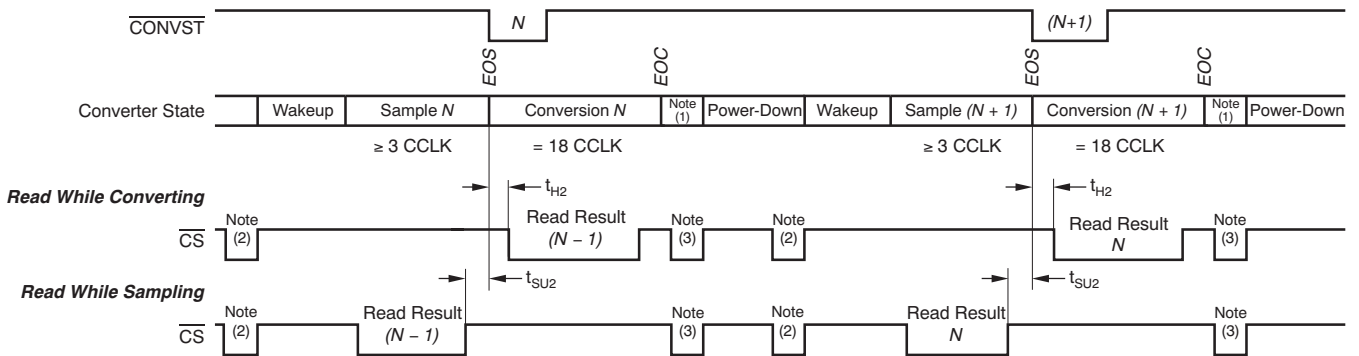 CONVST
N
(N+1)
EOS
EOC
EOS
EOC
Converter State
Wakeup
Sample N
Conversion N
Note
(1)
Power-Down
Wakeup
Sample (N + 1)
Conversion (N + 1)
Note
(1)
Power-Down
≥ 3 CCLK
= 18 CCLK
≥ 3 CCLK
= 18 CCLK
tH2
tH2
Read While Converting
CS
Note
(2)
Read Result
(N − 1)
Note
(3)
Note
(2)
Read Result
N
Note
(3)
tSU2
tSU2
Read While Sampling
CS
Note
(2)
Read Result
(N − 1)
Note
(3)
Note
(2)
Read Result
N
Note
(3)